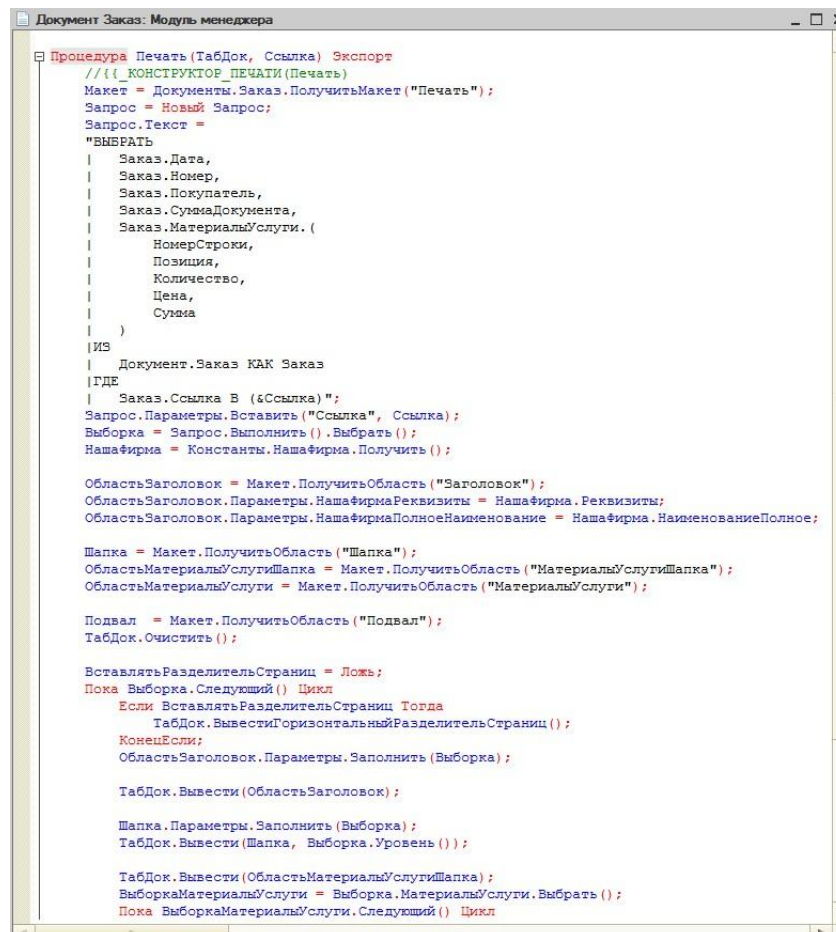 Документ Заказ: Модуль менеджера
Процедура Печать(ТабДок, Ссылка) Экспорт
//{{_КОНСТРУКТОР_ПЕЧАТИ(Печать)
Макет = Документы.Заказ.ПолучитьМакет("Печать");
Запрос = Новый Запрос;
Запрос.Текст =
"ВЫБРАТЬ
| Заказ.Дата,
| Заказ.Номер,
| Заказ.Покупатель,
| Заказ.СуммаДокумента,
| Заказ.МатериалыУслуги.(
| НомерСтроки,
| Позиция,
| Количество,
| Цена,
| Сумма
| )
|ИЗ
| Документ.Заказ КАК Заказ
|ГДЕ
| Заказ.Ссылка В (&Ссылка)";
Запрос.Параметры.Вставить("Ссылка", Ссылка);
Выборка = Запрос.Выполнить().Выбрать();
НашаФирма = Константы.НашаФирма.Получить();
ОбластьЗаголовок = Макет.ПолучитьОбласть("Заголовок");
ОбластьЗаголовок.Параметры.НашаФирмаРеквизиты = НашаФирма.Реквизиты;
ОбластьЗаголовок.Параметры.НашаФирмаПолноеНаименование = НашаФирма.НаименованиеПолное;
Шапка = Макет.ПолучитьОбласть("Шапка");
ОбластьМатериалыУслугиШапка = Макет.ПолучитьОбласть("МатериалыУслугиШапка");
ОбластьМатериалыУслуги = Макет.ПолучитьОбласть("МатериалыУслуги");
Подвал = Макет.ПолучитьОбласть("Подвал");
ТабДок.Очистить();
ВставлятьРазделительСтраниц = Ложь;
Пока Выборка.Следующий() Цикл
Если ВставлятьРазделительСтраниц Тогда
ТабДок.ВывестиГоризонтальныйРазделительСтраниц();
КонецЕсли;
ОбластьЗаголовок.Параметры.Заполнить(Выборка);
ТабДок.Вывести(ОбластьЗаголовок);
Шапка.Параметры.Заполнить(Выборка);
ТабДок.Вывести(Шапка, Выборка.Уровень());
ТабДок.Вывести(ОбластьМатериалыУслугиШапка);
ВыборкаМатериалыУслуги = Выборка.МатериалыУслуги.Выбрать();
Пока ВыборкаМатериалыУслуги.Следующий() Цикл